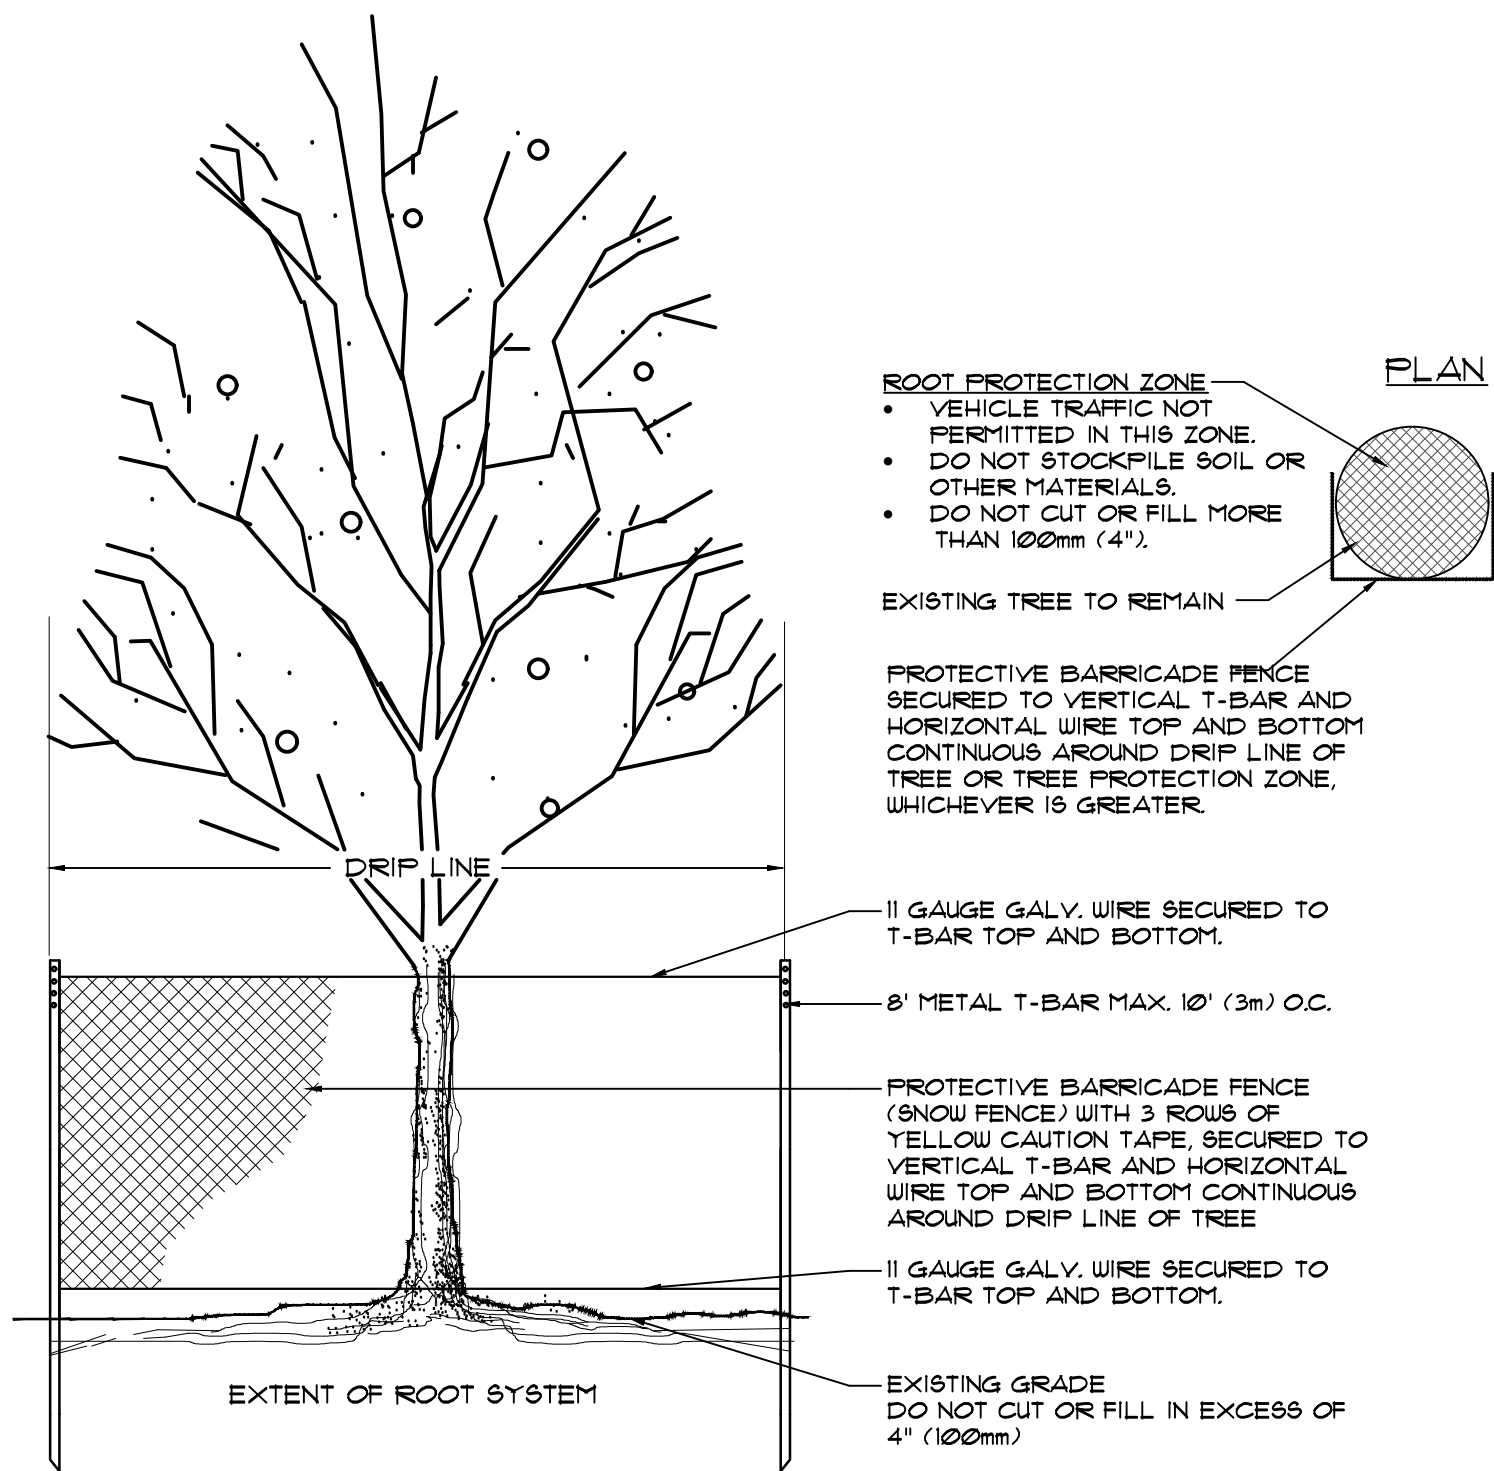 PLAN
ROOT PROTECTION ZONE
• VEHICLE TRAFFIC NOT
PERMITTED IN THIS ZONE.
• DO NOT STOCKPILE SOIL OR
OTHER MATERIALS.
• DO NOT CUT OR FILL MORE
THAN 100mm (4").
EXISTING TREE TO REMAIN
PROTECTIVE BARRICADE FENCE
SECURED TO VERTICAL T-BAR AND
HORIZONTAL WIRE TOP AND BOTTOM
CONTINUOUS AROUND DRIP LINE OF
TREE OR TREE PROTECTION ZONE,
WHICHEVER IS GREATER.
DRIP LINE
11 GAUGE GALV. WIRE SECURED TO
T-BAR TOP AND BOTTOM.
8' METAL T-BAR MAX. 10' (3m) O.C.
PROTECTIVE BARRICADE FENCE
(SNOW FENCE) WITH 3 ROWS OF
YELLOW CAUTION TAPE, SECURED TO
VERTICAL T-BAR AND HORIZONTAL
WIRE TOP AND BOTTOM CONTINUOUS
AROUND DRIP LINE OF TREE
11 GAUGE GALV. WIRE SECURED TO
T-BAR TOP AND BOTTOM.
EXTENT OF ROOT SYSTEM
EXISTING GRADE
DO NOT CUT OR FILL IN EXCESS OF
4" (100mm)